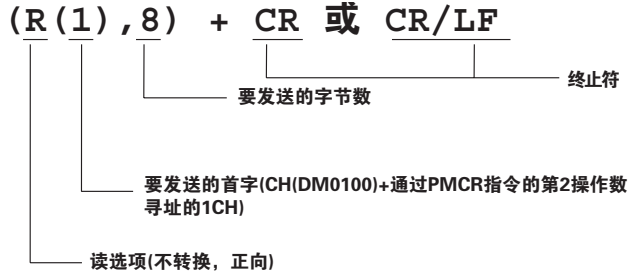 (R(1),8) + CR 或 CR/LF
终止符
要发送的字节数
要发送的首字(CH(DM0100)+通过PMCR指令的第2操作数
寻址的1CH)
读选项(不转换，正向)